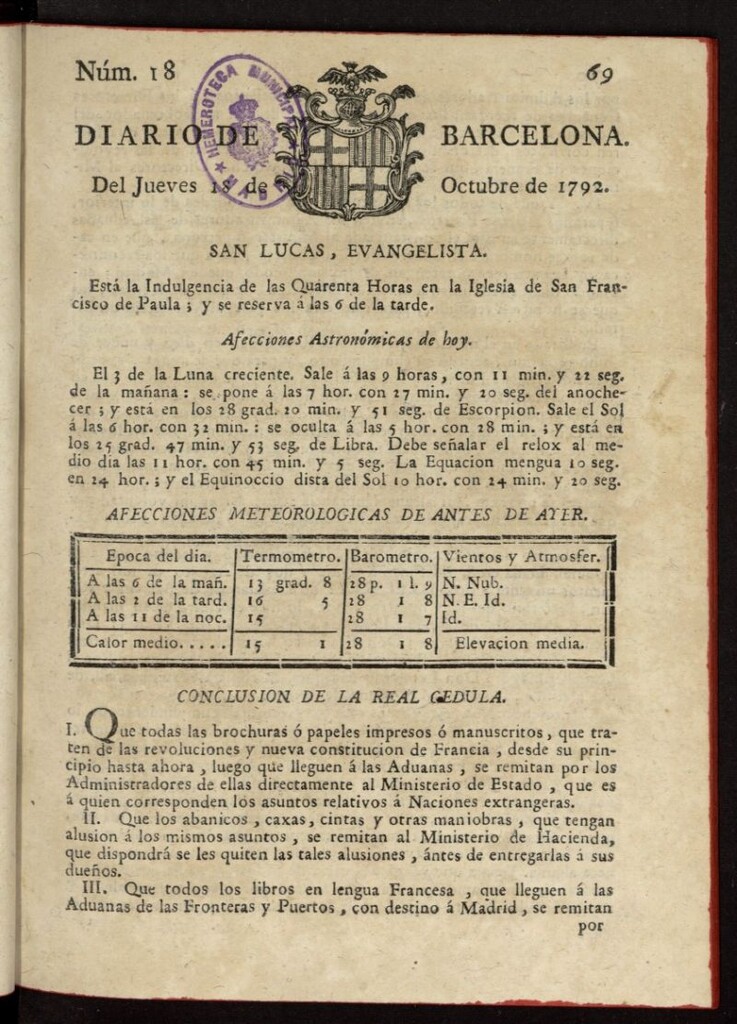 Núm. 18
69
HEMEROTECA MUNICIPAL
MADRID
DIARIO DE BARCELONA.
Del Jueves 18 de Octubre de 1792.
SAN LUCAS, EVANGELISTA.
Está la Indulgencia de las Quarenta Horas en la Iglesia de San Fran-
cisco de Paula; y se reserva á las 6 de la tarde.
Afecciones Astronómicas de hoy.
El 3 de la Luna creciente. Sale á las 9 horas, con 11 min. y 22 seg.
de la mañana: se pone á las 7 hor. con 27 min. y 20 seg. del anoche-
cer; y está en los 28 grad. 20 min. y 51 seg. de Escorpion. Sale el Sol
á las 6 hor. con 32 min.: se oculta á las 5 hor. con 28 min.; y está en
los 25 grad. 47 min. y 53 seg. de Libra. Debe señalar el relox al me-
dio dia las 11 hor. con 45 min. y 5 seg. La Equacion mengua 10 seg.
en 24 hor.; y el Equinoccio dista del Sol 10 hor. con 24 min. y 20 seg.
AFECCIONES METEOROLOGICAS DE ANTES DE AYER.
Epoca del dia. Termometro. Barometro. Vientos y Atmosfer.
A las 6 de la mañ. 13 grad. 8 28 p. 1 l. 9 N. Nub.
A las 2 de la tard. 16 5 28 1 8 N. E. Id.
A las 11 de la noc. 15 28 1 7 Id.
Calor medio. . . . . 15 1 28 1 8 Elevacion media.
CONCLUSION DE LA REAL CEDULA.
I. Que todas las brochuras ó papeles impresos ó manuscritos, que tra-
ten de las revoluciones y nueva constitucion de Francia, desde su prin-
cipio hasta ahora, luego que lleguen á las Aduanas, se remitan por los
Administradores de ellas directamente al Ministerio de Estado, que es
á quien corresponden los asuntos relativos á Naciones extrangeras.
II. Que los abanicos, caxas, cintas y otras maniobras, que tengan
alusion á los mismos asuntos, se remitan al Ministerio de Hacienda,
que dispondrá se les quiten las tales alusiones, ántes de entregarlas á sus
dueños.
III. Que todos los libros en lengua Francesa, que lleguen á las
Aduanas de las Fronteras y Puertos, con destino á Madrid, se remitan
por